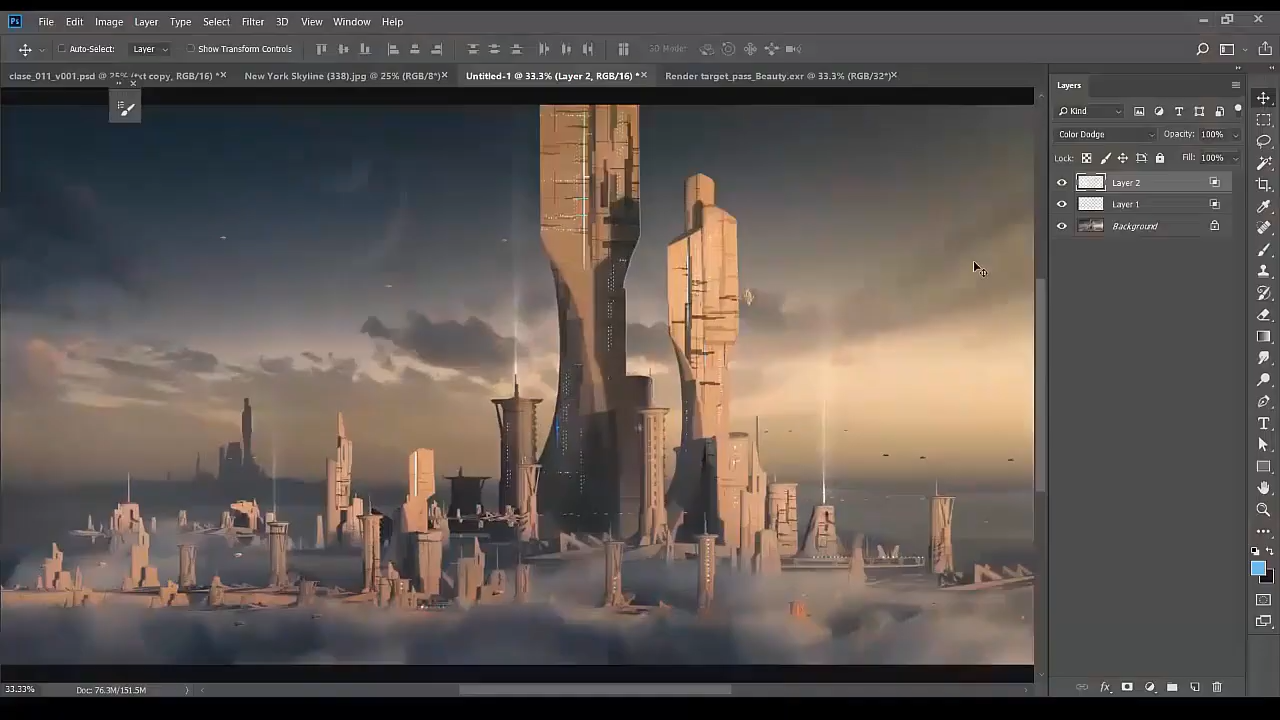 Ps File Edit Image Layer Type Select Filter 3D View Window Help
Auto-Select: Layer Show Transform Controls 3D Mode:
clase_011_v001.psd @ 25% (txt copy, RGB/16) * New York Skyline (338).jpg @ 25% (RGB/8*) Untitled-1 @ 33.3% (Layer 2, RGB/16) * Render target_pass_Beauty.exr @ 33.3% (RGB/32*)
Layers
Kind
Color Dodge Opacity: 100%
Lock: Fill: 100%
Layer 2
Layer 1
Background
33.33% Doc: 76.3M/151.5M